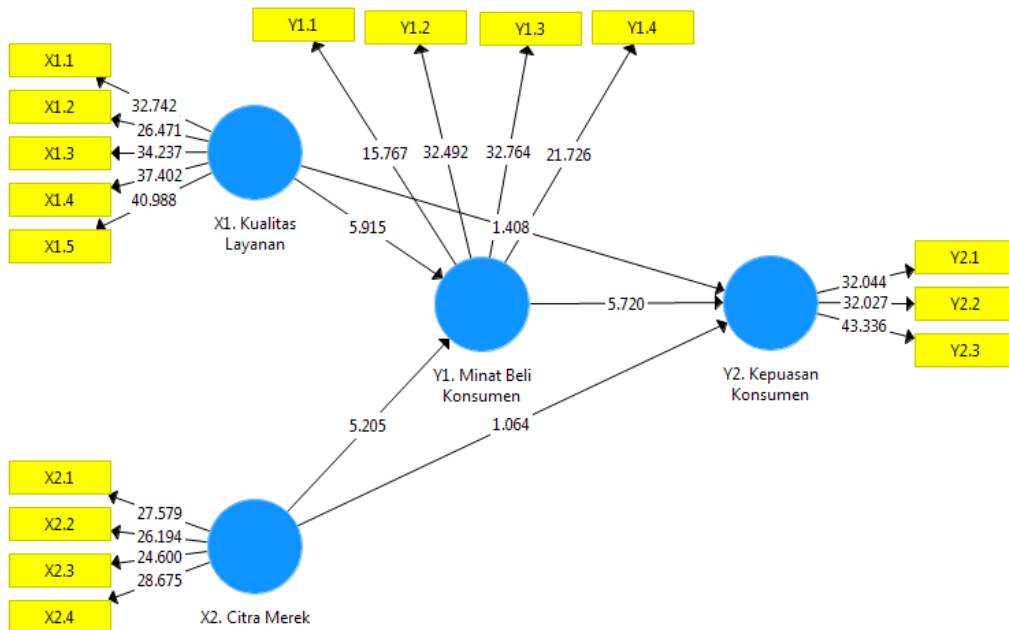 Y1.1
Y1.2
Y1.3
Y1.4
X1.1
X1.2
X1.3
X1.4
X1.5
32.742
26.471
34.237
37.402
40.988
X1. Kualitas
Layanan
15.767
32.492
32.764
21.726
5.915
1.408
Y1. Minat Beli
Konsumen
5.720
Y2. Kepuasan
Konsumen
32.044
32.027
43.336
Y2.1
Y2.2
Y2.3
5.205
1.064
X2.1
X2.2
X2.3
X2.4
27.579
26.194
24.600
28.675
X2. Citra Merek